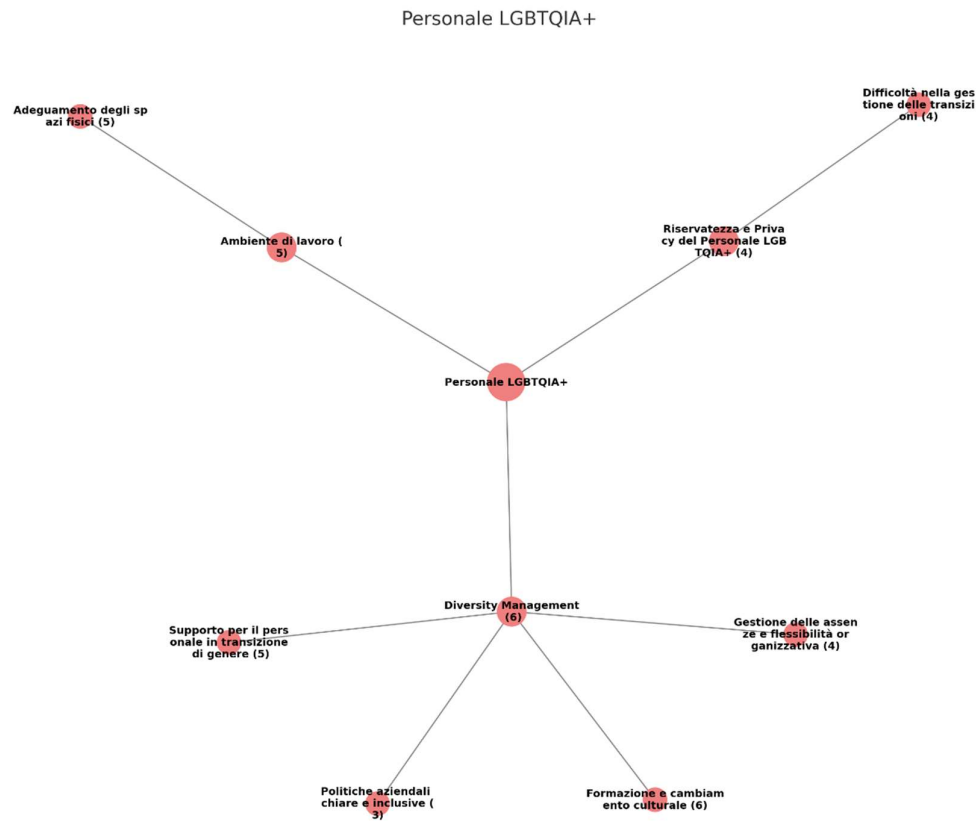 Personale LGBTQIA+
Adeguamento degli sp
azi fisici (5)
Difficoltà nella ges
tione delle transizi
oni (4)
Ambiente di lavoro (
5)
Riservatezza e Priva
cy del Personale LGB
TQIA+ (4)
Personale LGBTQIA+
Diversity Management
(6)
Supporto per il pers
onale in transizione
di genere (5)
Gestione delle assen
ze e flessibilità or
ganizzativa (4)
Politiche aziendali
chiare e inclusive (
3)
Formazione e cambiam
ento culturale (6)